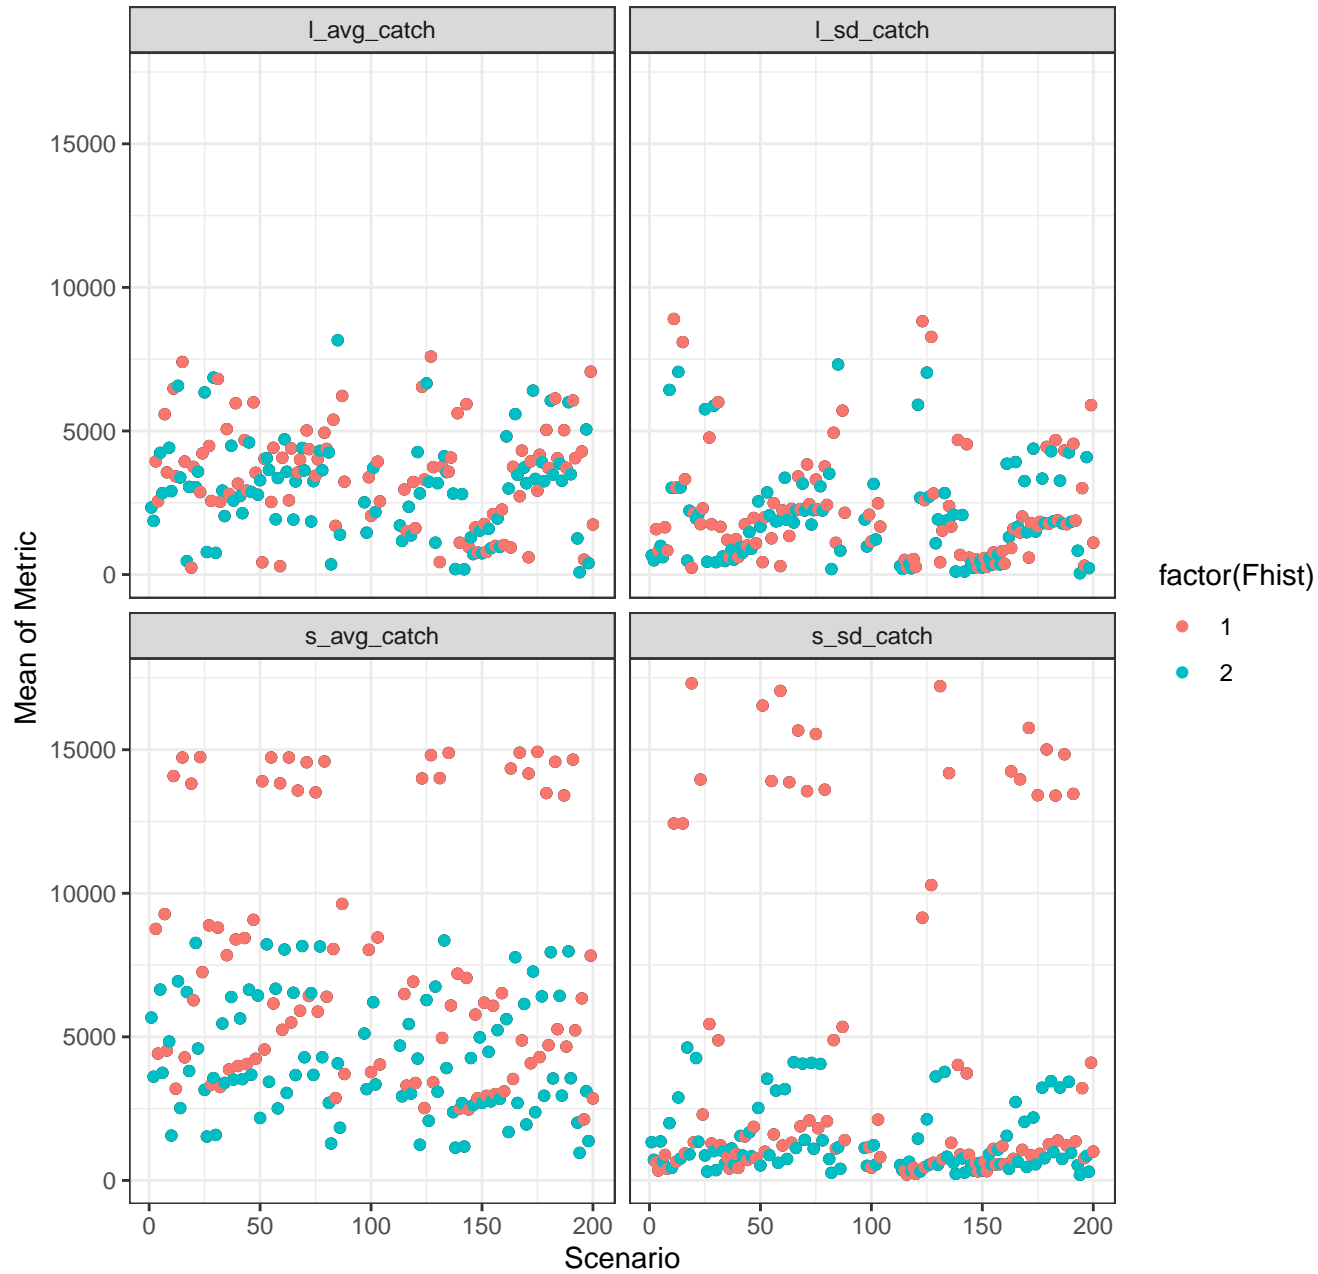 l_avg_catch
l_sd_catch
15000
10000
5000
0
s_avg_catch
s_sd_catch
15000
10000
5000
0
0 50 100 150 200
0 50 100 150 200
Scenario
Mean of Metric
factor(Fhist)
1
2